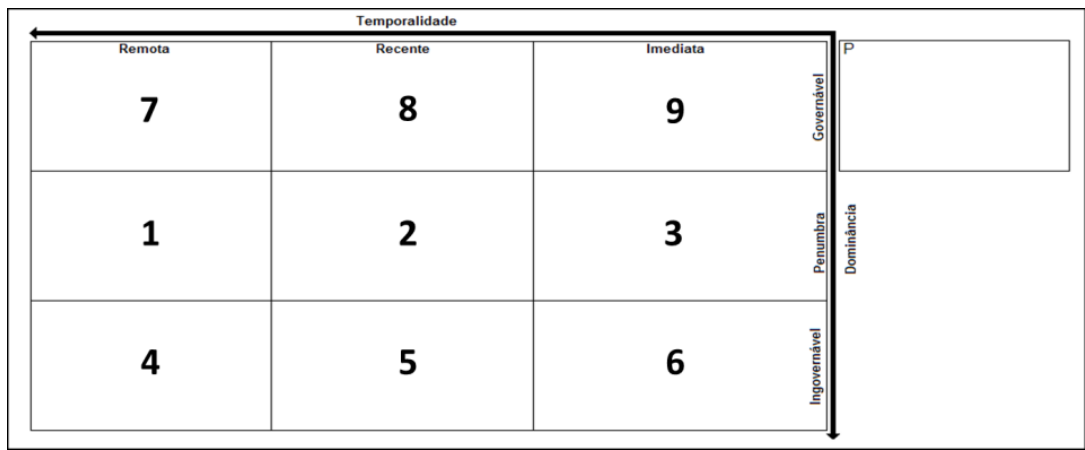 Temporalidade
Remota Recente Imediata P
7 8 9 Governável
1 2 3 Penumbra Dominância
4 5 6 Ingovernável